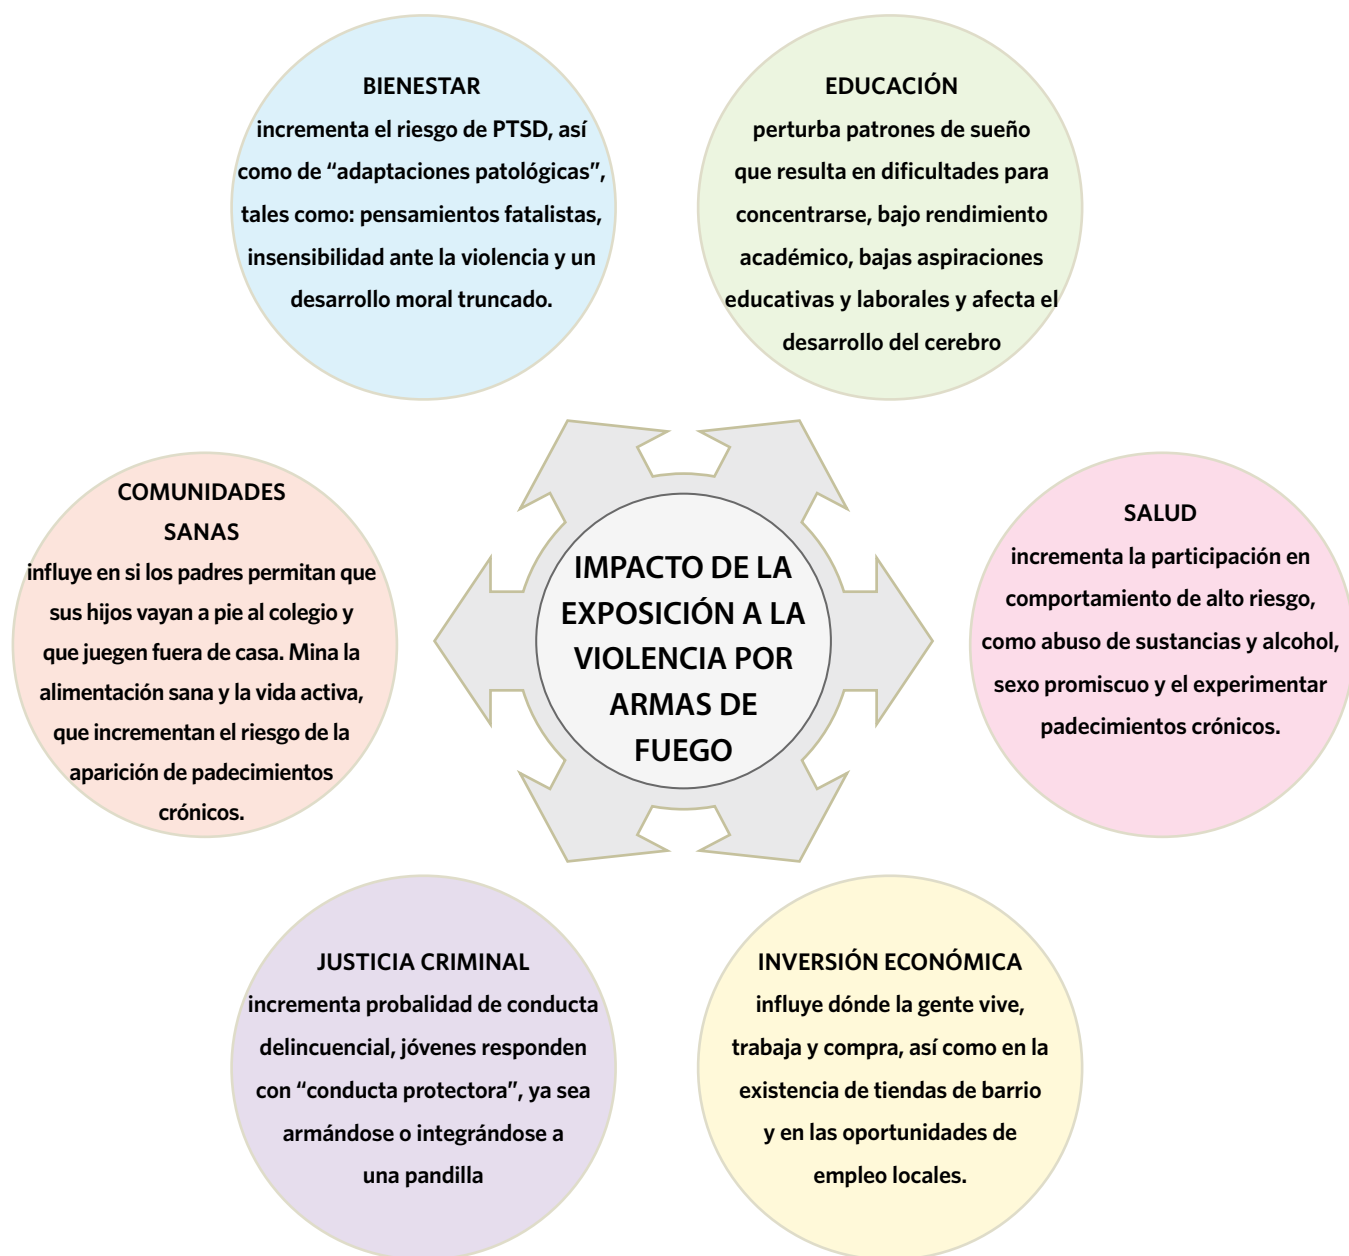 BIENESTAR
incrementa el riesgo de PTSD, así
como de “adaptaciones patológicas”,
tales como: pensamientos fatalistas,
insensibilidad ante la violencia y un
desarrollo moral truncado.
EDUCACIÓN
perturba patrones de sueño
que resulta en dificultades para
concentrarse, bajo rendimiento
académico, bajas aspiraciones
educativas y laborales y afecta el
desarrollo del cerebro
COMUNIDADES
SANAS
influye en si los padres permitan que
sus hijos vayan a pie al colegio y
que juegen fuera de casa. Mina la
alimentación sana y la vida activa,
que incrementan el riesgo de la
aparición de padecimientos
crónicos.
IMPACTO DE LA
EXPOSICIÓN A LA
VIOLENCIA POR
ARMAS DE
FUEGO
SALUD
incrementa la participación en
comportamiento de alto riesgo,
como abuso de sustancias y alcohol,
sexo promiscuo y el experimentar
padecimientos crónicos.
JUSTICIA CRIMINAL
incrementa probalidad de conducta
delincuencial, jóvenes responden
con “conducta protectora”, ya sea
armándose o integrándose a
una pandilla
INVERSIÓN ECONÓMICA
influye dónde la gente vive,
trabaja y compra, así como en la
existencia de tiendas de barrio
y en las oportunidades de
empleo locales.